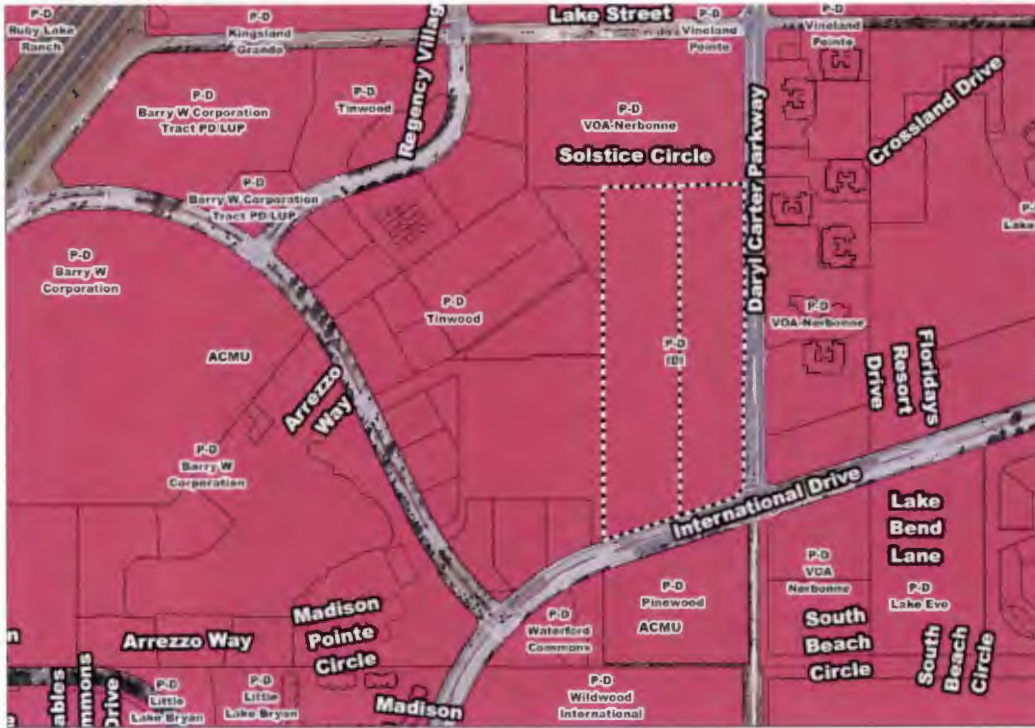 P-D
Ruby Lake
Ranch
P-D
Kingsland
Lake Street
P-D
Vineland
Pointe
P-D
Vineland
Pointe
P-D
Barry W Corporation
Tract PD/LUP
P-D
Tinwood
Regency Villag
P-D
VOA-Nerbonne
Solstice Circle
Daryl Carter Parkway
Crossland Drive
P-D
Barry W Corporation
Tract PD/LUP
P-
Lake
P-D
Barry W
Corporation
P-D
Tinwood
P-D
VOA-Nerbonne
P-D
(D)
ACMU
Arrezzo
Way
Floridays
Resort
Drive
P-D
Barry W
Corporation
International Drive
Lake
Bend
Lane
P-D
VOA
Nerbonne
P-D
Lake Eve
P-D
Pinewood
ACMU
Madison
Pointe
Circle
Arrezzo Way
P-D
Waterford
Commons
South
Beach
Circle
South
Beach
Circle
n
ables
mmons
Drive
P-D
Little
Lake Bryan
P-D
Little
Lake Bryan
Madison
P-D
Wildwood
International